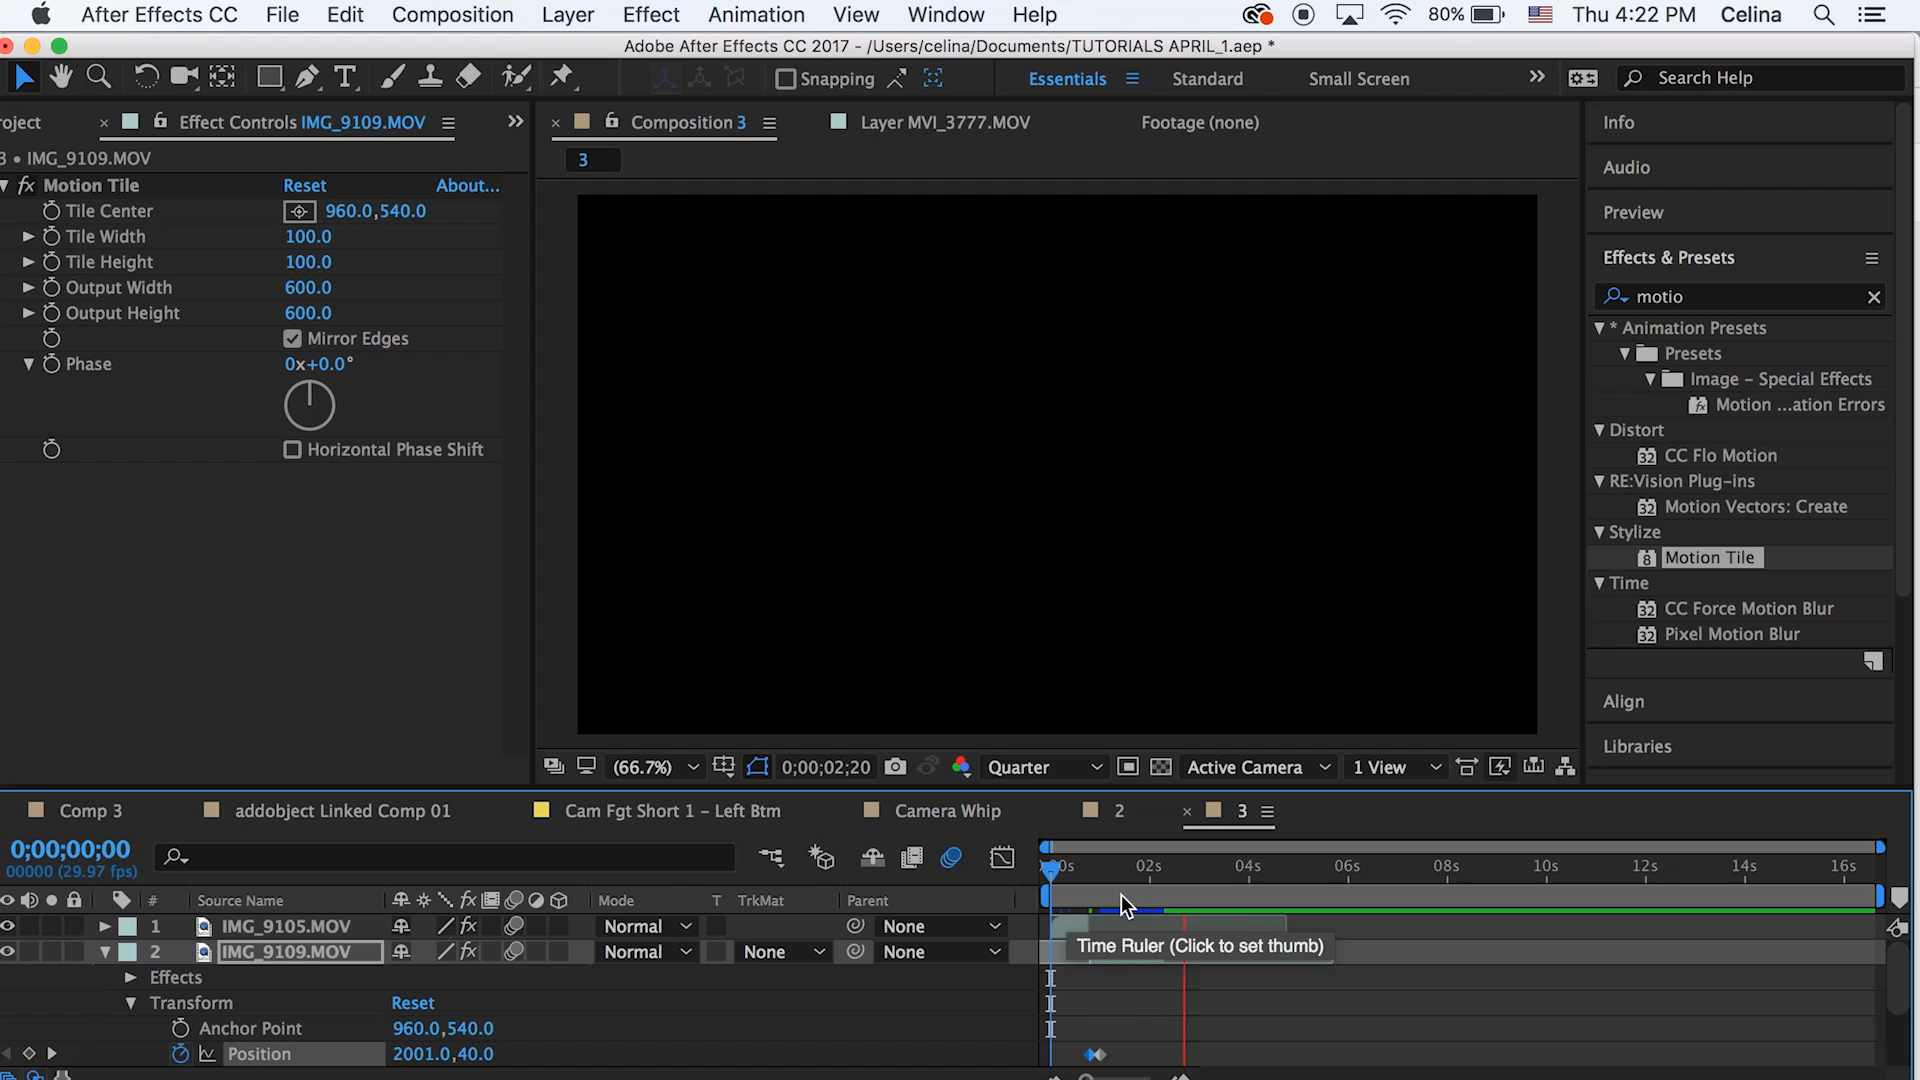 After Effects CC File Edit Composition Layer Effect Animation View Window Help 80% Thu 4:22 PM Celina
Adobe After Effects CC 2017 - /Users/celina/Documents/TUTORIALS APRIL_1.aep *
Snapping Essentials Standard Small Screen Search Help
roject Effect Controls IMG_9109.MOV
3 • IMG_9109.MOV
fx Motion Tile Reset About...
Tile Center 960.0,540.0
Tile Width 100.0
Tile Height 100.0
Output Width 600.0
Output Height 600.0
Mirror Edges
Phase 0x+0.0°
Horizontal Phase Shift
Composition 3 Layer MVI_3777.MOV Footage (none)
3
(66.7%) 0;00;02;20 Quarter Active Camera 1 View
Info
Audio
Preview
Effects & Presets
motio
* Animation Presets
Presets
Image - Special Effects
Motion ...ation Errors
Distort
CC Flo Motion
RE:Vision Plug-ins
Motion Vectors: Create
Stylize
Motion Tile
Time
CC Force Motion Blur
Pixel Motion Blur
Align
Libraries
Comp 3 addobject Linked Comp 01 Cam Fgt Short 1 - Left Btm Camera Whip 2 3
0;00;00;00
00000 (29.97 fps)
02s 04s 06s 08s 10s 12s 14s 16s
# Source Name fx Mode T TrkMat Parent
1 IMG_9105.MOV fx Normal None
2 IMG_9109.MOV fx Normal None None
Time Ruler (Click to set thumb)
Effects
Transform Reset
Anchor Point 960.0,540.0
Position 2001.0,40.0